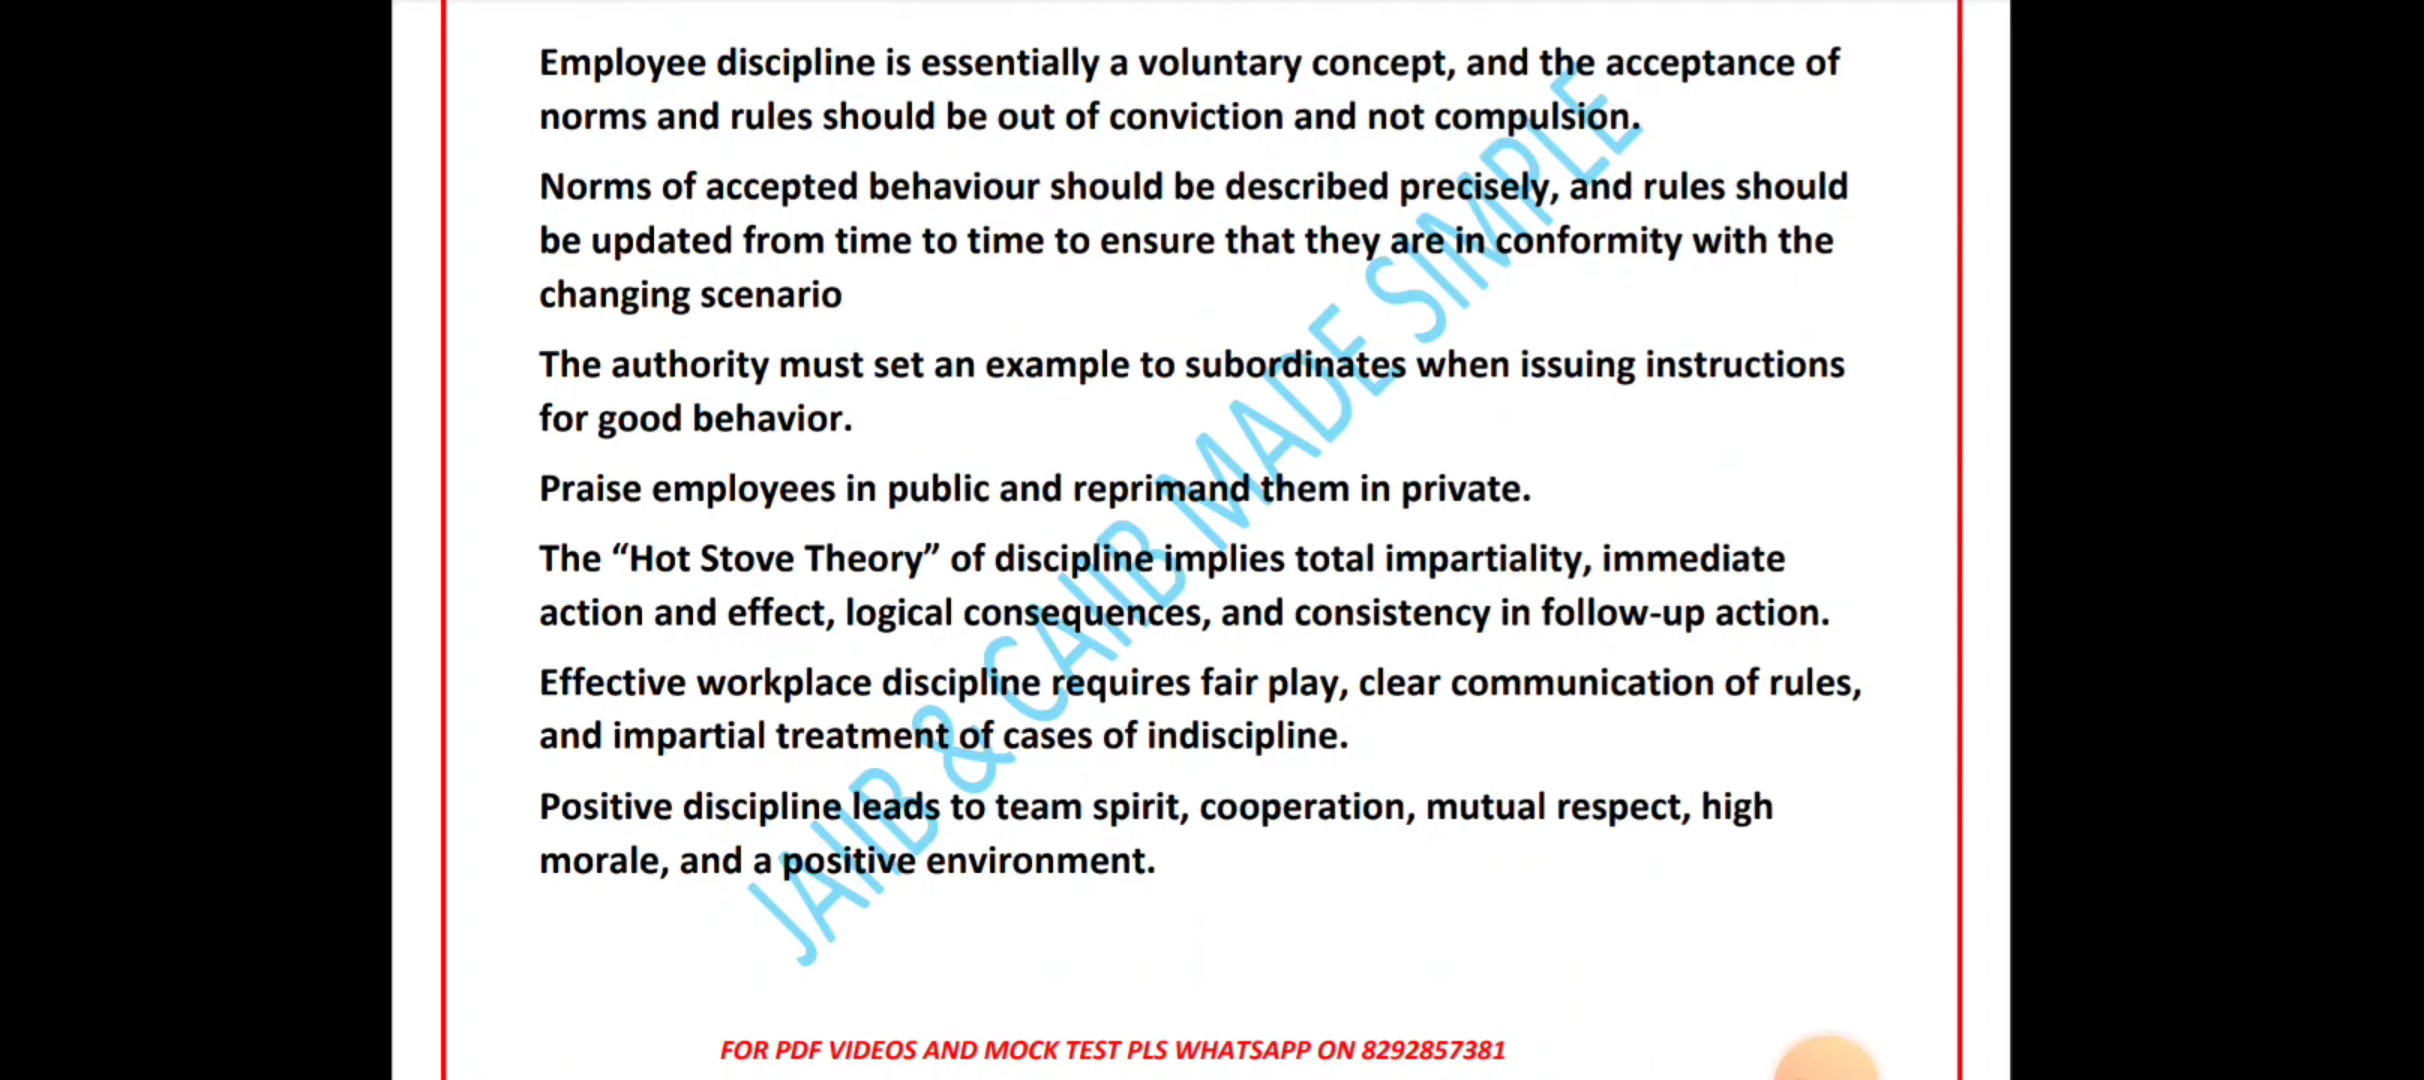 Employee discipline is essentially a voluntary concept, and the acceptance of
norms and rules should be out of conviction and not compulsion.
Norms of accepted behaviour should be described precisely, and rules should
be updated from time to time to ensure that they are in conformity with the
changing scenario
The authority must set an example to subordinates when issuing instructions
for good behavior.
Praise employees in public and reprimand them in private.
The “Hot Stove Theory” of discipline implies total impartiality, immediate
action and effect, logical consequences, and consistency in follow-up action.
Effective workplace discipline requires fair play, clear communication of rules,
and impartial treatment of cases of indiscipline.
Positive discipline leads to team spirit, cooperation, mutual respect, high
morale, and a positive environment.
JAIIB & CAIIB MADE SIMPLE
FOR PDF VIDEOS AND MOCK TEST PLS WHATSAPP ON 8292857381